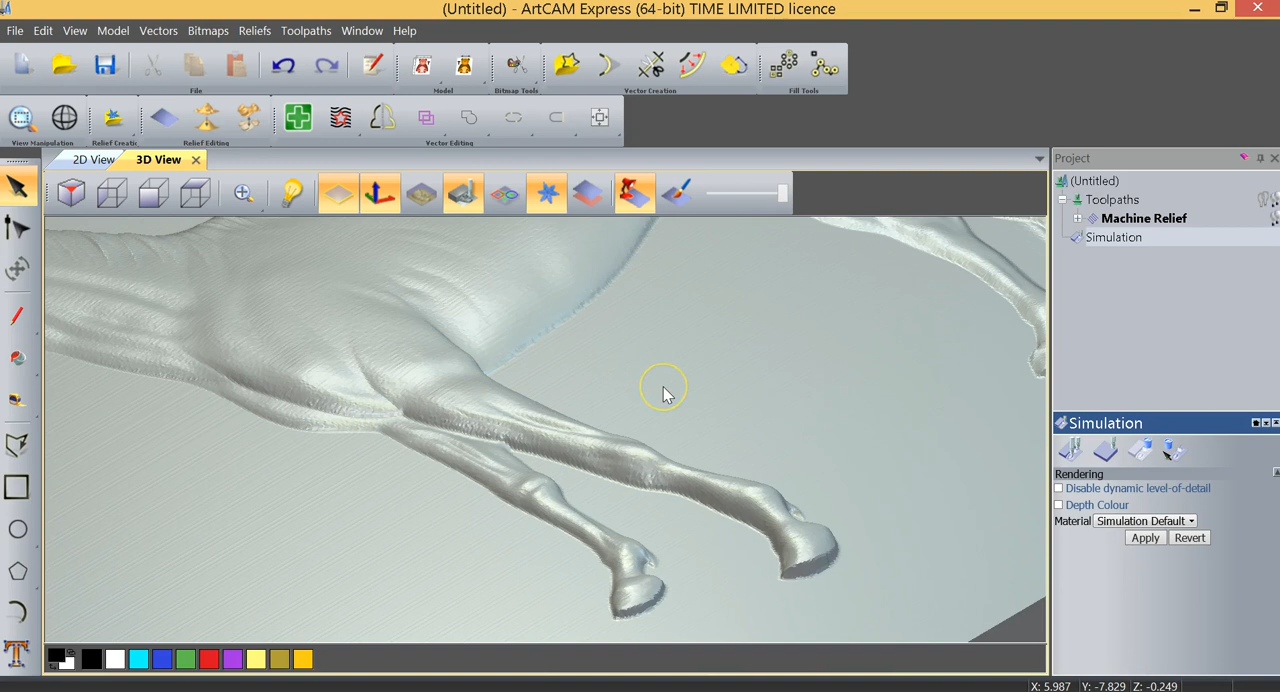 (Untitled) - ArtCAM Express (64-bit) TIME LIMITED licence
File Edit View Model Vectors Bitmaps Reliefs Toolpaths Window Help
File Model Bitmap Tools Vector Creation Fill Tools
View Manipulation Relief Creatic Relief Editing Vector Editing
2D View 3D View
Project
(Untitled)
Toolpaths
Machine Relief
Simulation
Simulation
Rendering
Disable dynamic level-of-detail
Depth Colour
Material Simulation Default
Apply Revert
X: 5.987 Y: -7.829 Z: -0.249